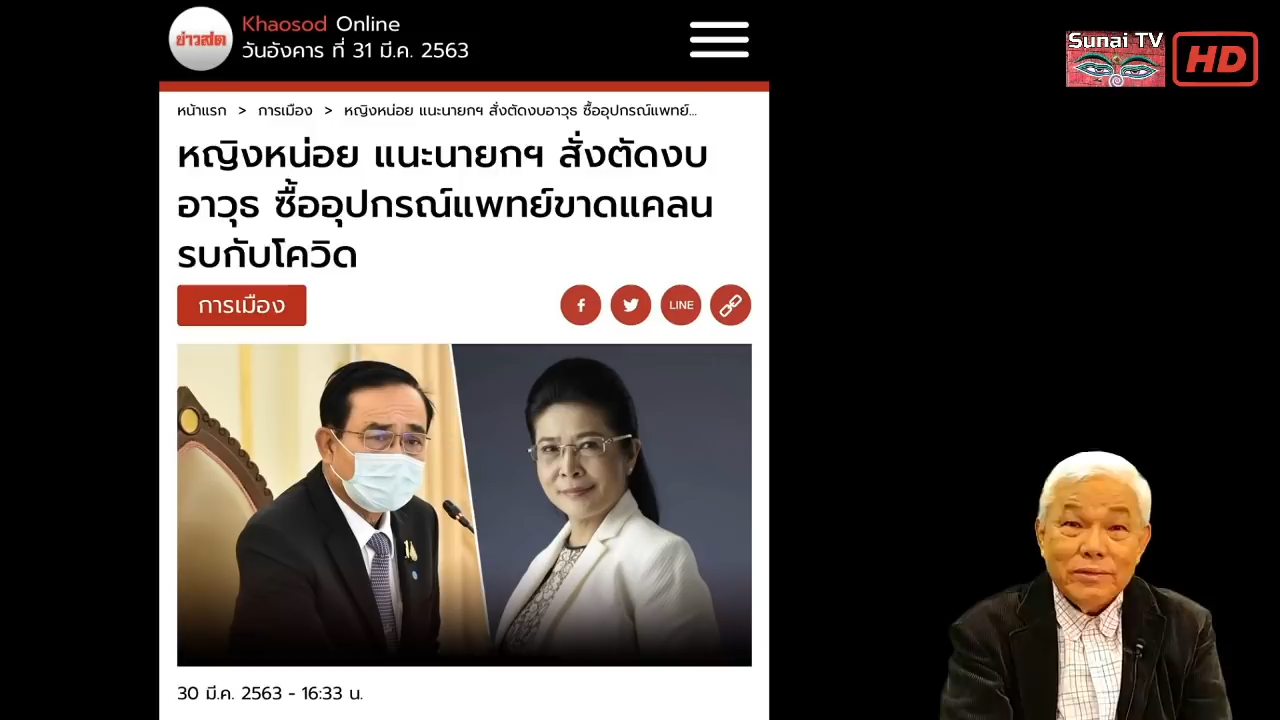 ข่าวสด
Khaosod Online
วันอังคาร ที่ 31 มี.ค. 2563
Sunai TV
HD
หน้าแรก > การเมือง > หญิงหน่อย แนะนายกฯ สั่งตัดงบอาวุธ ซื้ออุปกรณ์แพทย์...
หญิงหน่อย แนะนายกฯ สั่งตัดงบ
อาวุธ ซื้ออุปกรณ์แพทย์ขาดแคลน
รบกับโควิด
การเมือง
LINE
30 มี.ค. 2563 - 16:33 น.